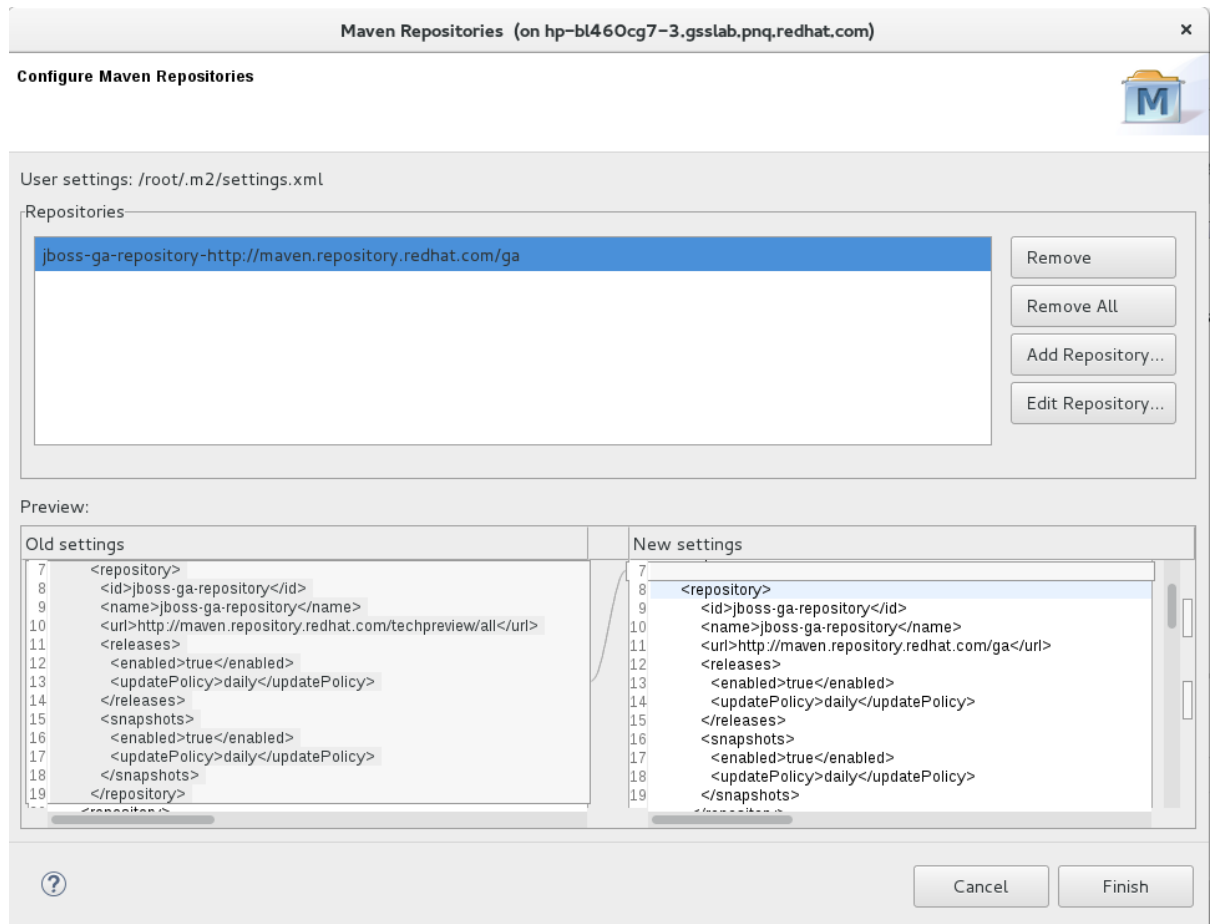 Maven Repositories (on hp-bl460cg7-3.gsslab.pnq.redhat.com)
×
Configure Maven Repositories
M
User settings: /root/.m2/settings.xml
Repositories
jboss-ga-repository-http://maven.repository.redhat.com/ga
Remove
Remove All
Add Repository...
Edit Repository...
Preview:
Old settings
7 <repository>
8 <id>jboss-ga-repository</id>
9 <name>jboss-ga-repository</name>
10 <url>http://maven.repository.redhat.com/techpreview/all</url>
11 <releases>
12 <enabled>true</enabled>
13 <updatePolicy>daily</updatePolicy>
14 </releases>
15 <snapshots>
16 <enabled>true</enabled>
17 <updatePolicy>daily</updatePolicy>
18 </snapshots>
19 </repository>
New settings
7
8 <repository>
9 <id>jboss-ga-repository</id>
10 <name>jboss-ga-repository</name>
11 <url>http://maven.repository.redhat.com/ga</url>
12 <releases>
13 <enabled>true</enabled>
14 <updatePolicy>daily</updatePolicy>
15 </releases>
16 <snapshots>
17 <enabled>true</enabled>
18 <updatePolicy>daily</updatePolicy>
19 </snapshots>
?
Cancel
Finish